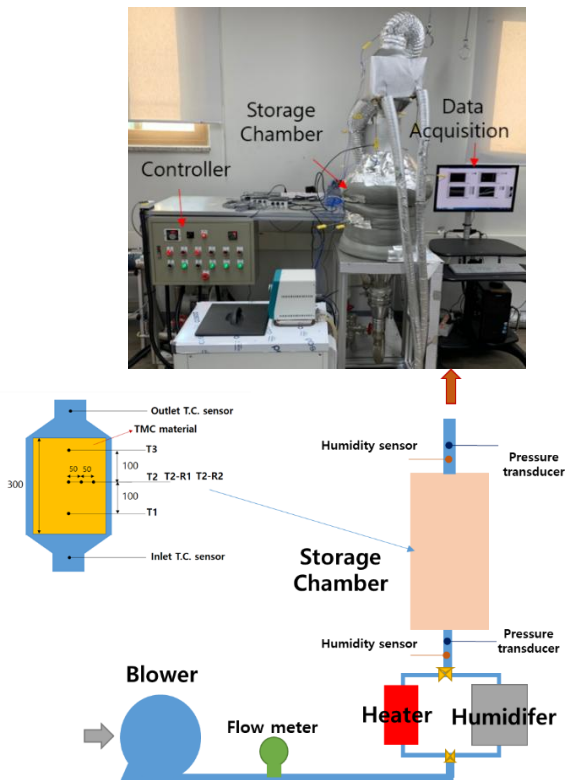 Storage
Chamber
Data
Acquisition
Controller
Outlet T.C. sensor
TMC material
T3
100
50 50
T2 T2-R1 T2-R2
300
100
T1
Inlet T.C. sensor
Humidity sensor
Pressure
transducer
Storage
Chamber
Humidity sensor
Pressure
transducer
Blower
Flow meter
Heater
Humidifer